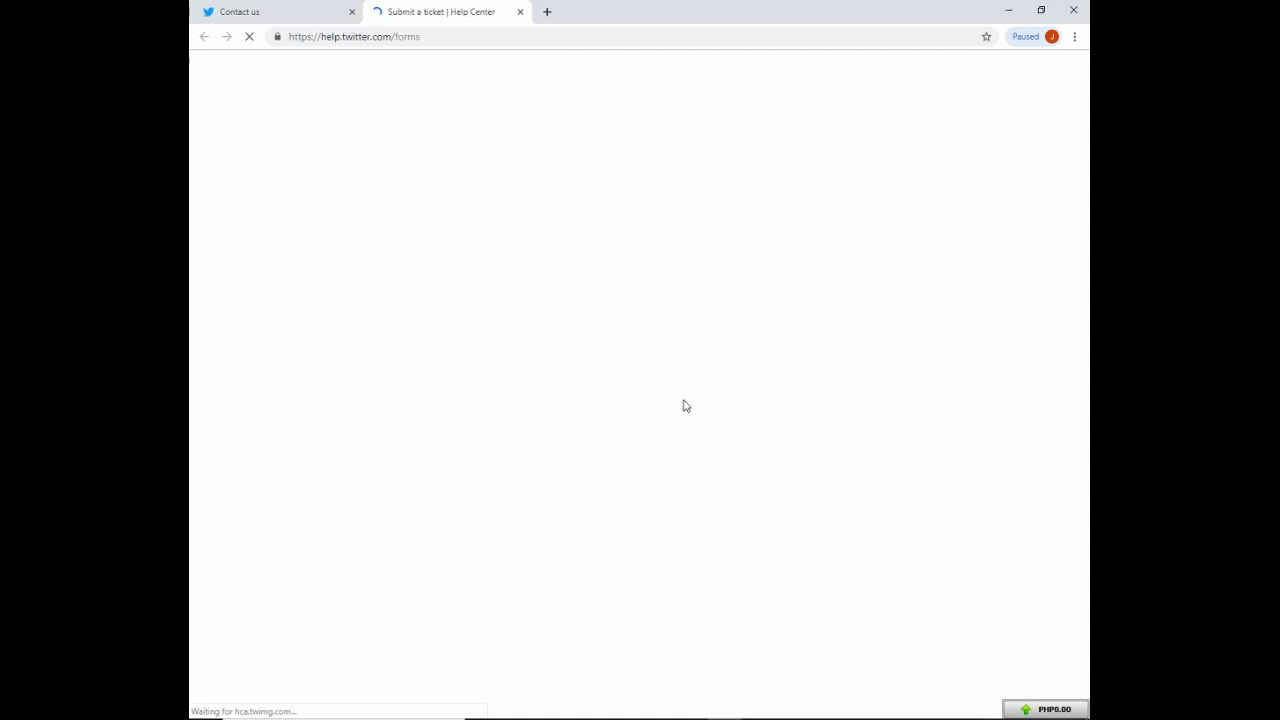 Contact us
Submit a ticket | Help Center
https://help.twitter.com/forms
Paused
J
Waiting for hca.twimg.com...
PHP0.00